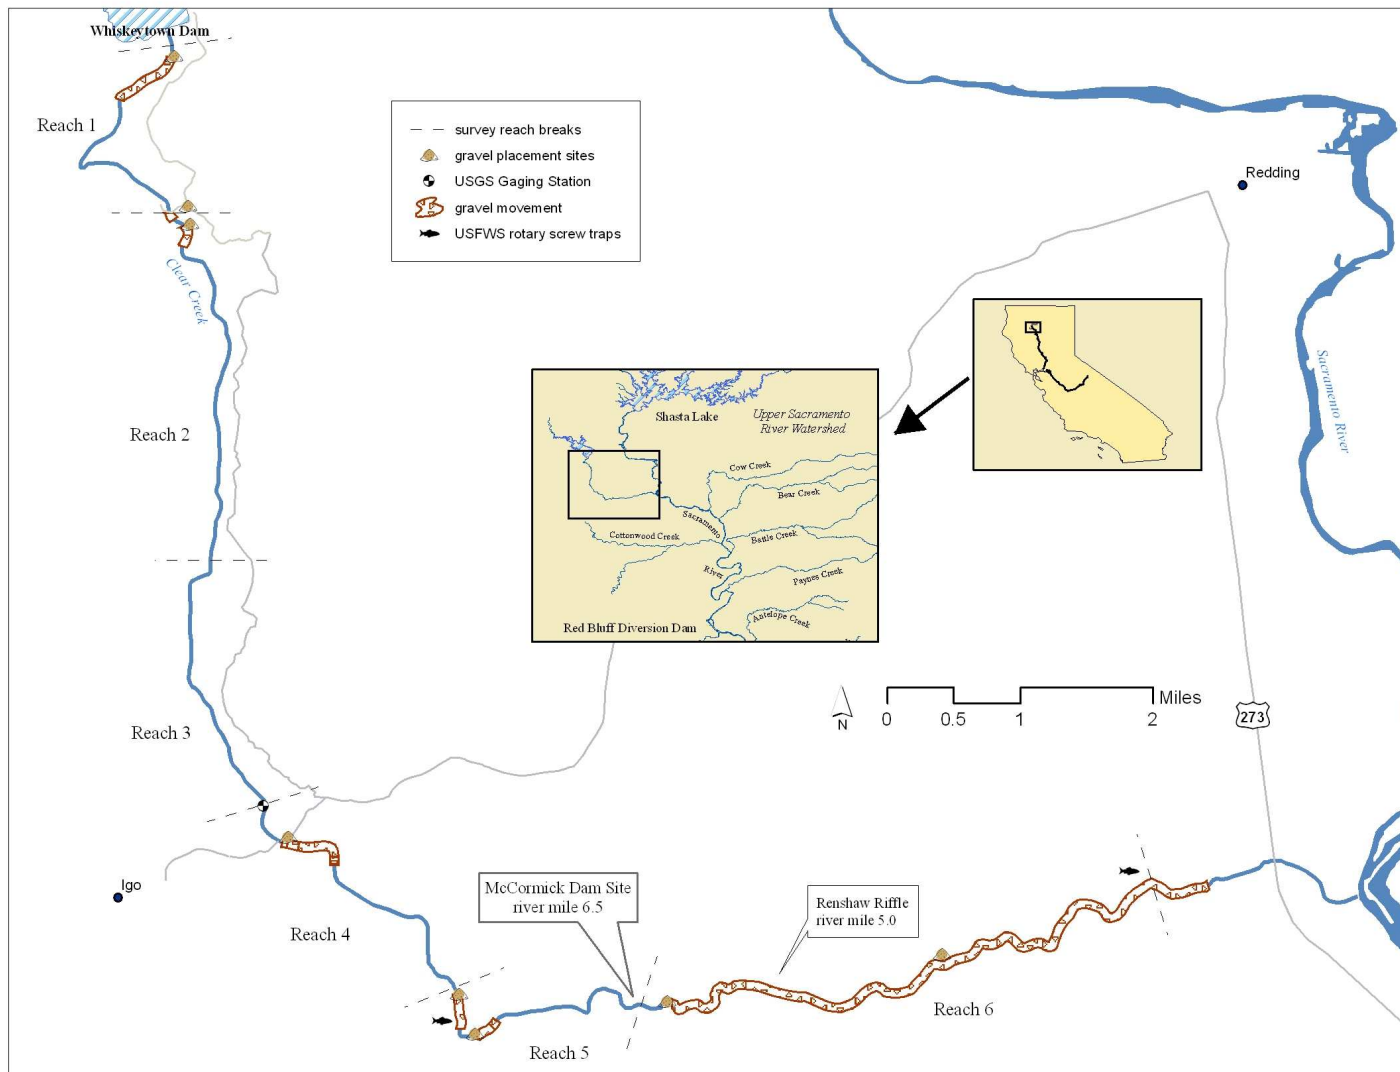 Whiskeytown Dam
Reach 1
survey reach breaks
gravel placement sites
USGS Gaging Station
gravel movement
USFWS rotary screw traps
Redding
Clear Creek
Sacramento River
Reach 2
Shasta Lake
Upper Sacramento
River Watershed
Cow Creek
Bear Creek
Sacramento
Cottonwood Creek
Battle Creek
River
Paynes Creek
Antelope Creek
Red Bluff Diversion Dam
Miles
N
0 0.5 1 2
273
Reach 3
Igo
McCormick Dam Site
river mile 6.5
Renshaw Riffle
river mile 5.0
Reach 4
Reach 6
Reach 5